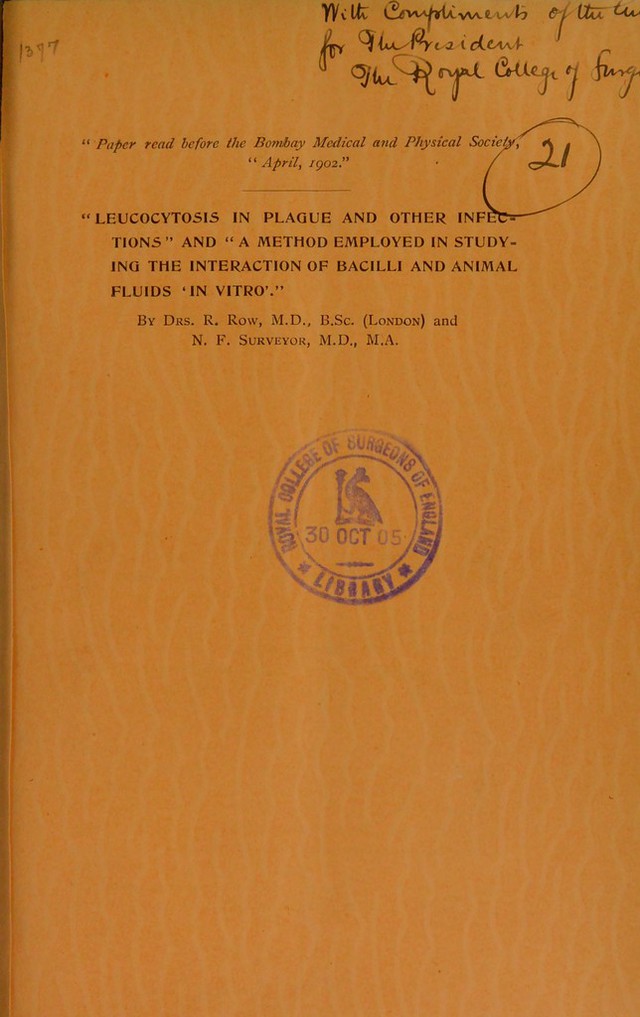 With Compliments of the
for The President
The Royal College of Surge
1397
21
“ Paper read before the Bombay Medical and Physical Society,
“ April, 1902.”
“ LEUCOCYTOSIS IN PLAGUE AND OTHER INFEC-
TIONS ” AND “ A METHOD EMPLOYED IN STUDY-
ING THE INTERACTION OF BACILLI AND ANIMAL
FLUIDS ‘IN VITRO’.”
By Drs. R. Row, M.D., B.Sc. (London) and
N. F. Surveyor, M.D., M.A.
ROYAL COLLEGE OF SURGEONS OF ENGLAND
30 OCT 05
LIBRARY